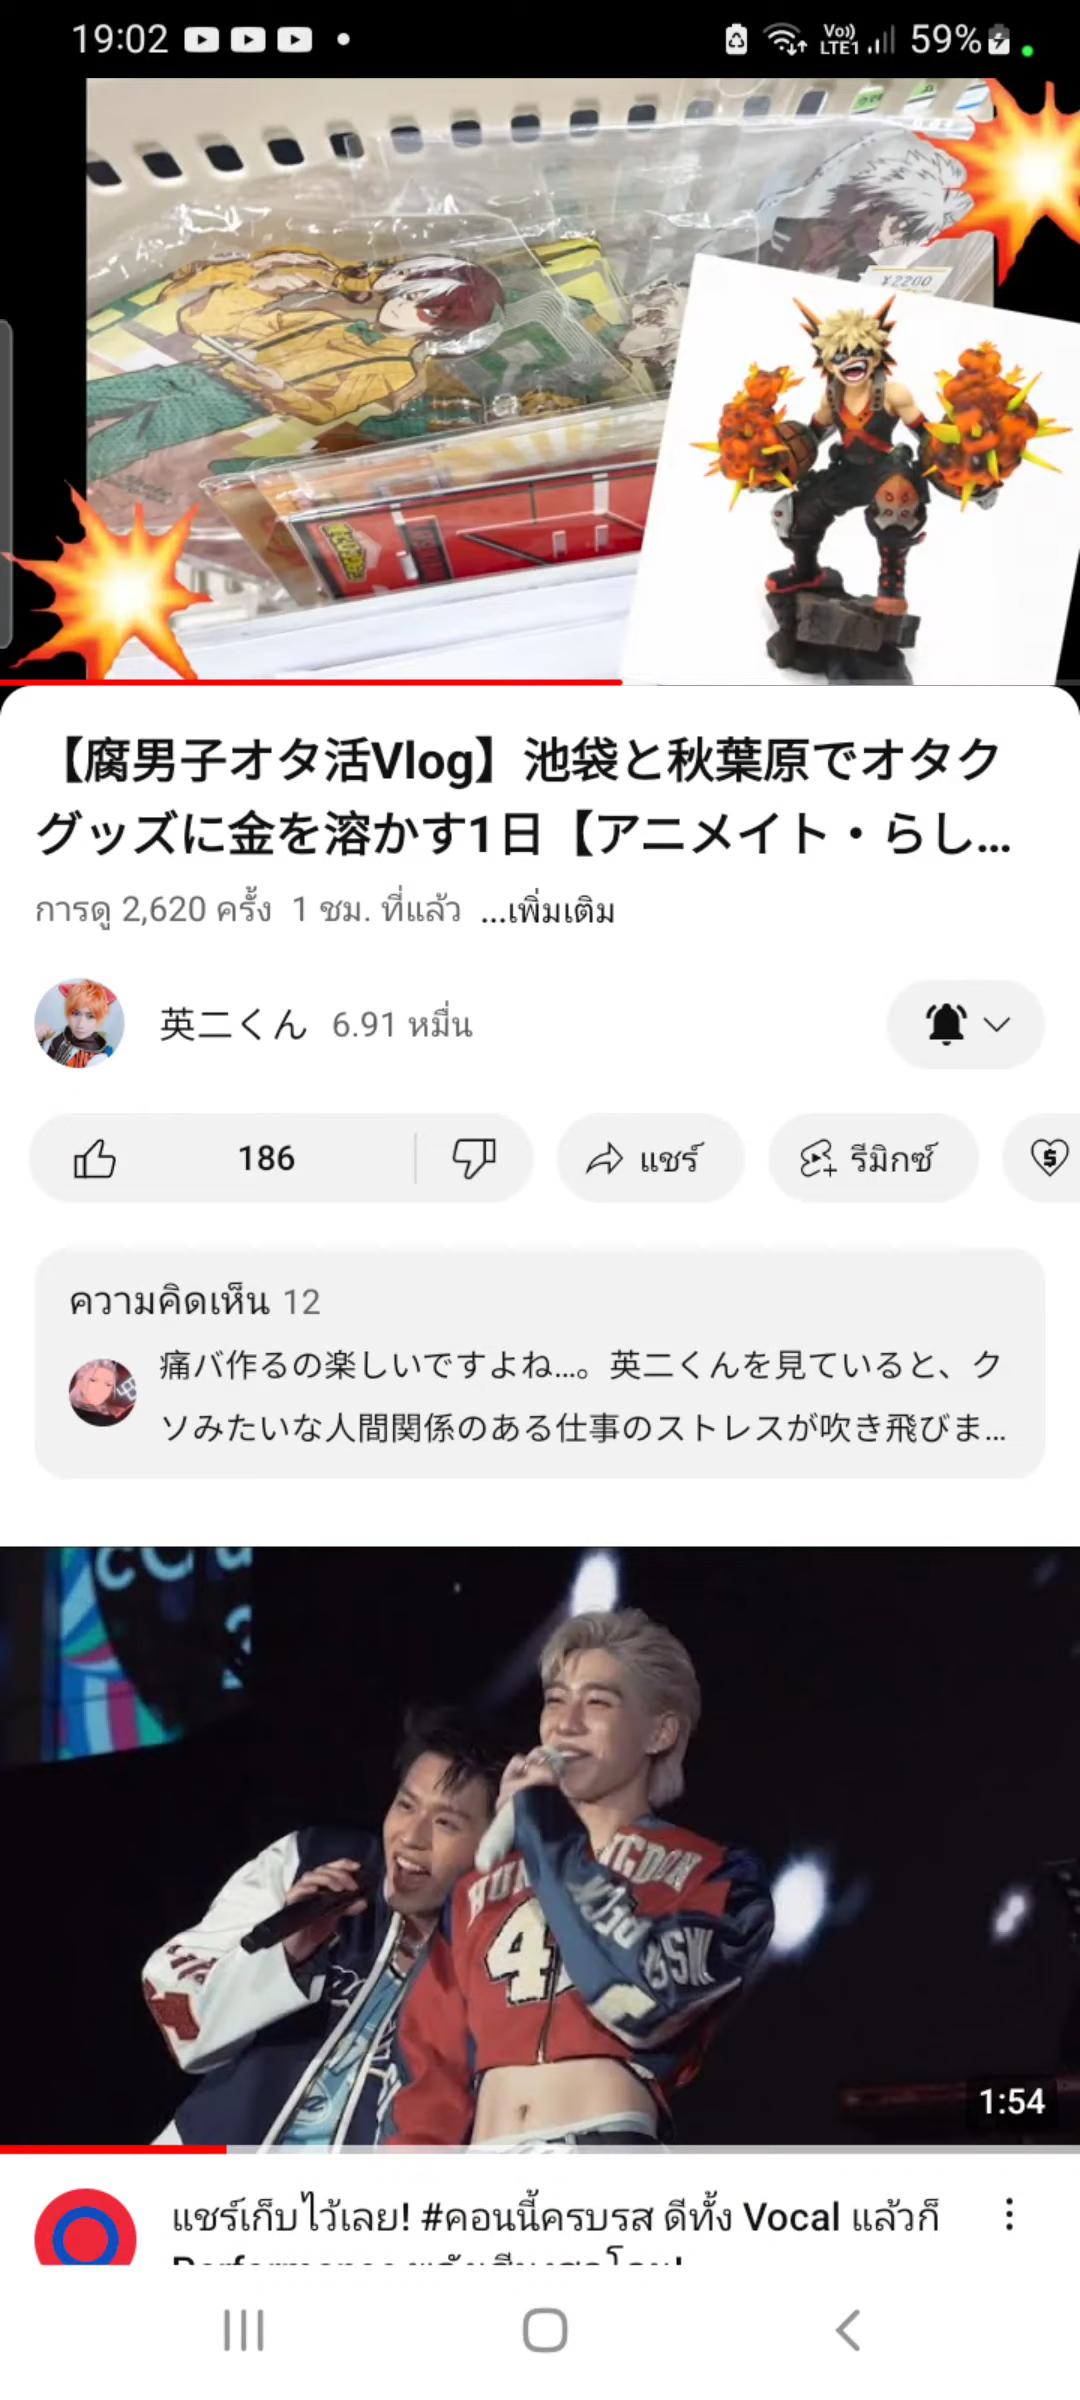 19:02
Vo))
LTE1
59%
¥2200
【腐男子オタ活Vlog】池袋と秋葉原でオタク
グッズに金を溶かす1日【アニメイト・らし...
การดู 2,620 ครั้ง 1 ชม. ที่แล้ว ...เพิ่มเติม
英二くん 6.91 หมื่น
186
แชร์
รีมิกซ์
ความคิดเห็น 12
痛バ作るの楽しいですよね...。英二くんを見ていると、ク
ソみたいな人間関係のある仕事のストレスが吹き飛びま...
1:54
แชร์เก็บไว้เลย! #คอนนี้ครบรส ดีทั้ง Vocal แล้วก็
Performance